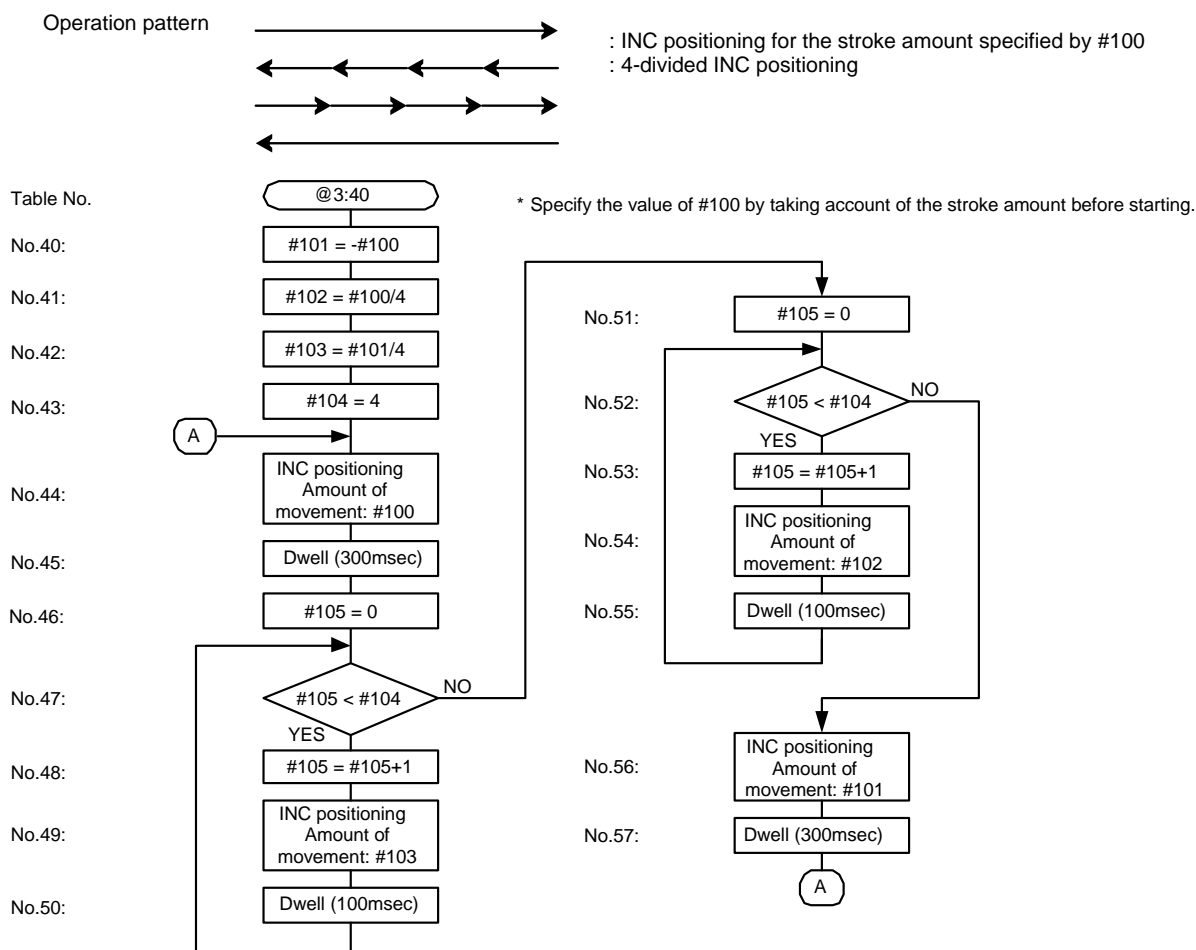 Operation pattern
: INC positioning for the stroke amount specified by #100
: 4-divided INC positioning
Table No.
@3:40
* Specify the value of #100 by taking account of the stroke amount before starting.
No.40:
#101 = -#100
No.41:
#102 = #100/4
No.42:
#103 = #101/4
No.43:
#104 = 4
A
No.44:
INC positioning
Amount of
movement: #100
No.45:
Dwell (300msec)
No.46:
#105 = 0
No.47:
#105 < #104
NO
YES
No.48:
#105 = #105+1
No.49:
INC positioning
Amount of
movement: #103
No.50:
Dwell (100msec)
No.51:
#105 = 0
No.52:
#105 < #104
NO
YES
No.53:
#105 = #105+1
No.54:
INC positioning
Amount of
movement: #102
No.55:
Dwell (100msec)
No.56:
INC positioning
Amount of
movement: #101
No.57:
Dwell (300msec)
A